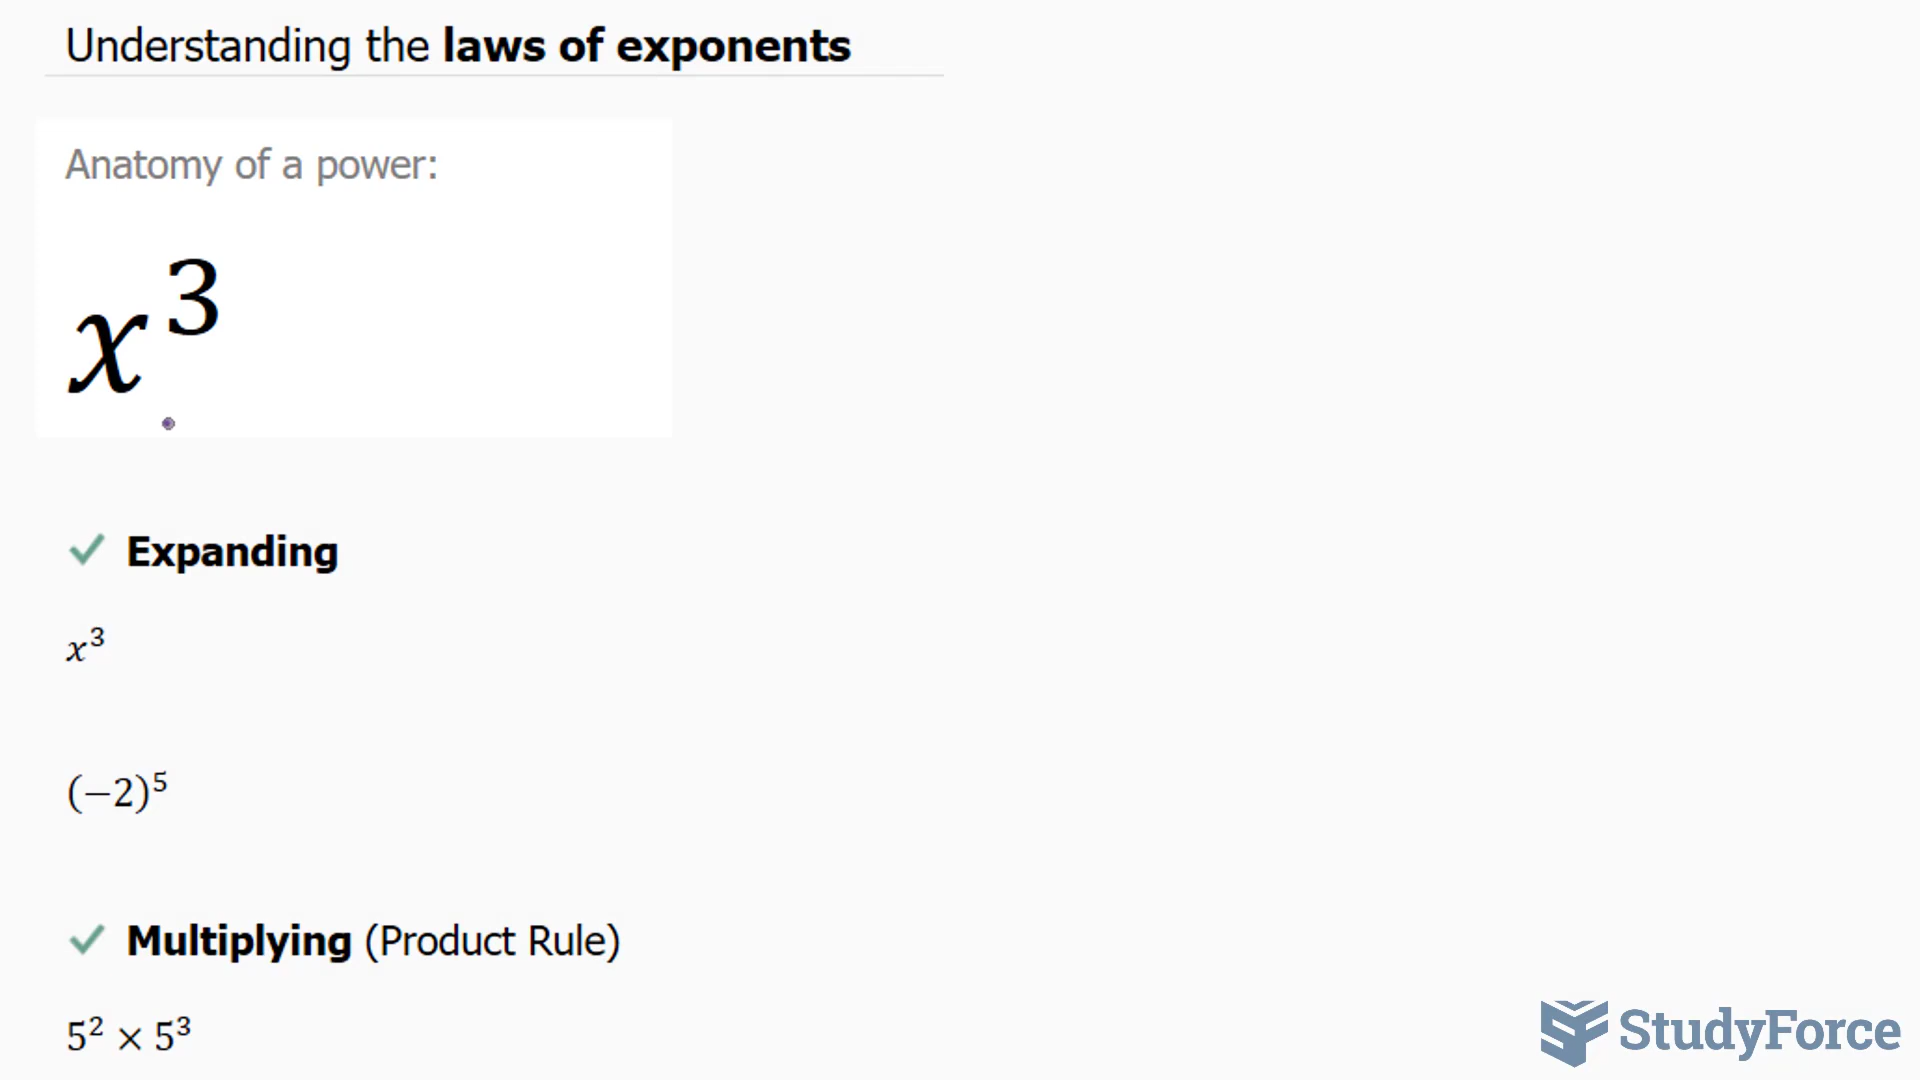 Understanding the laws of exponents
Anatomy of a power:
x³
Expanding
x³
(−2)⁵
Multiplying (Product Rule)
5² × 5³
StudyForce